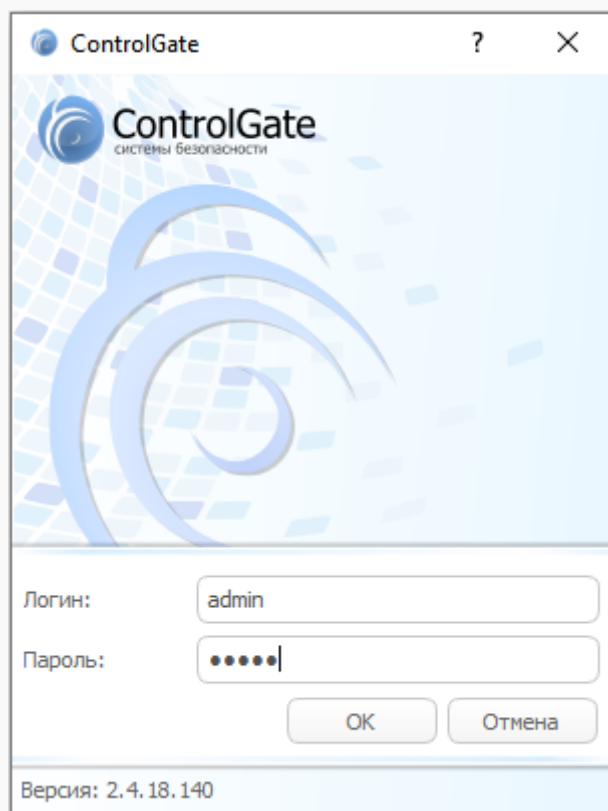 ControlGate
ControlGate
системы безопасности
Логин: admin
Пароль: •••••
OK Отмена
Версия: 2.4.18.140